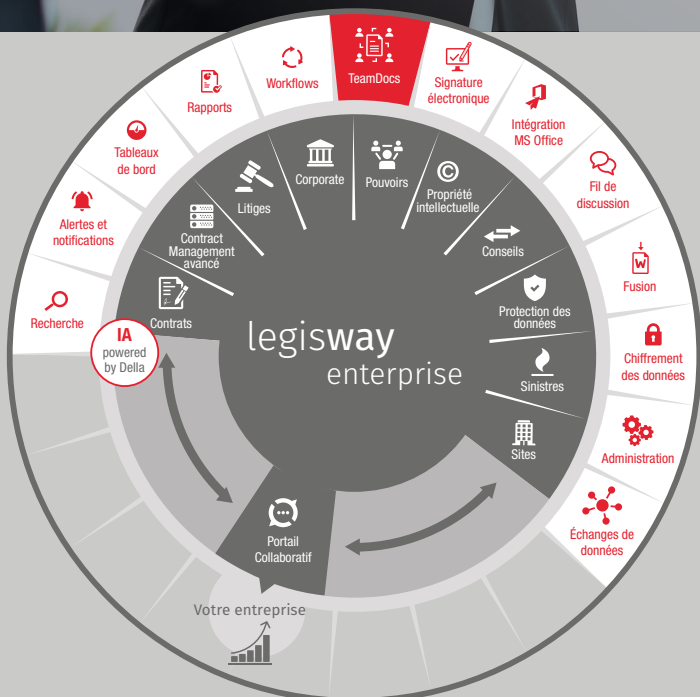 TeamDocs
Workflows
Signature
électronique
Rapports
Intégration
MS Office
Tableaux
de bord
Fil de
discussion
Alertes et
notifications
Fusion
Recherche
Chiffrement
des données
Administration
Échanges de
données
Corporate
Pouvoirs
Litiges
Propriété
intellectuelle
©
Contract
Management
avancé
Conseils
Contrats
Protection des
données
Sinistres
Sites
IA
powered
by Della
legisway
enterprise
Portail
Collaboratif
Votre entreprise
W